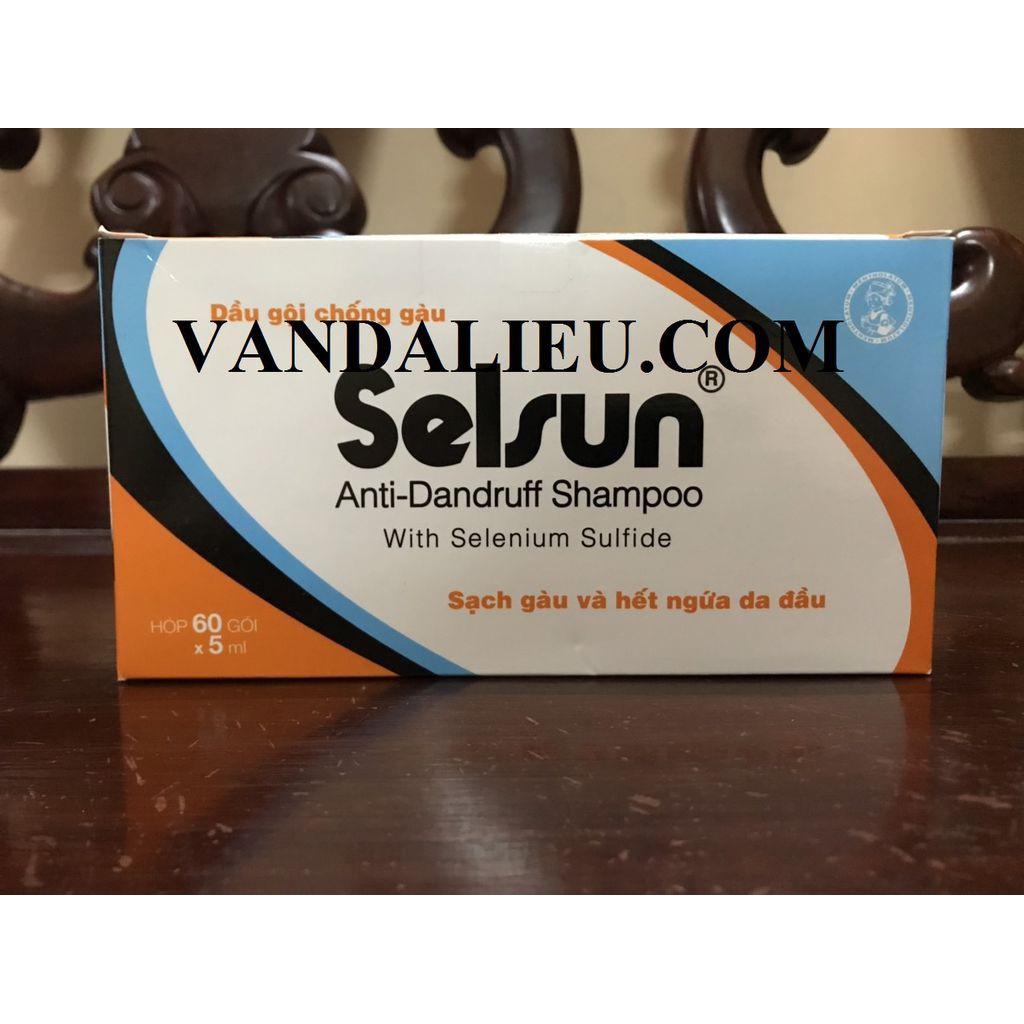 Dầu gội chống gàu
VANDALIEU.COM
Selsun®
Anti-Dandruff Shampoo
With Selenium Sulfide
Sạch gàu và hết ngứa da đầu
HỘP 60 GÓI
x 5 ml